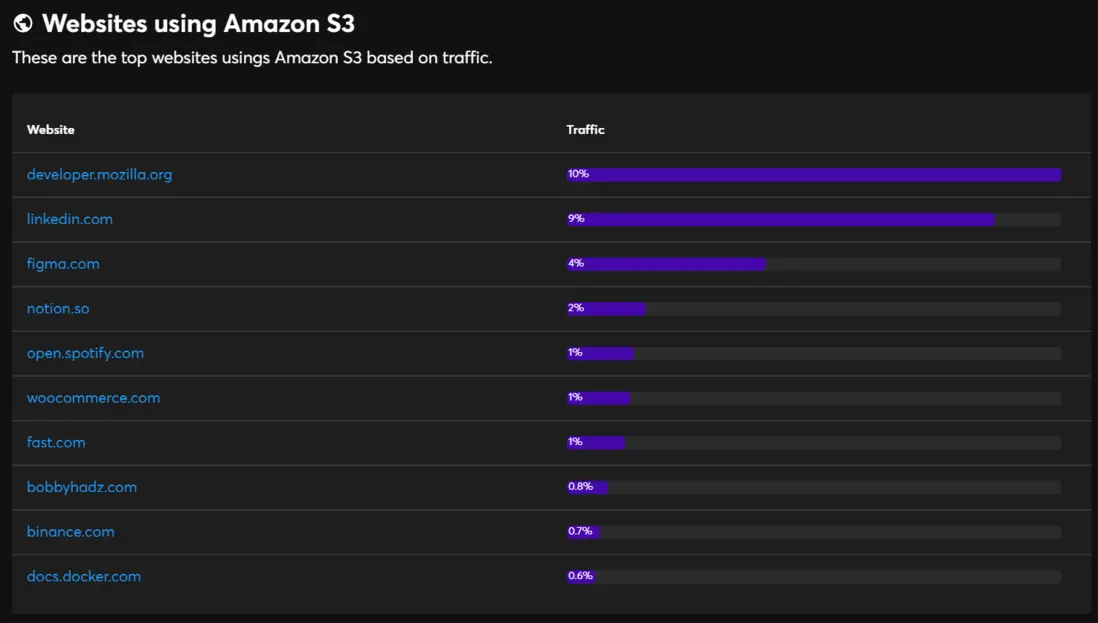 Websites using Amazon S3
These are the top websites usings Amazon S3 based on traffic.
Website Traffic
developer.mozilla.org 10%
linkedin.com 9%
figma.com 4%
notion.so 2%
open.spotify.com 1%
woocommerce.com 1%
fast.com 1%
bobbyhadz.com 0.8%
binance.com 0.7%
docs.docker.com 0.6%